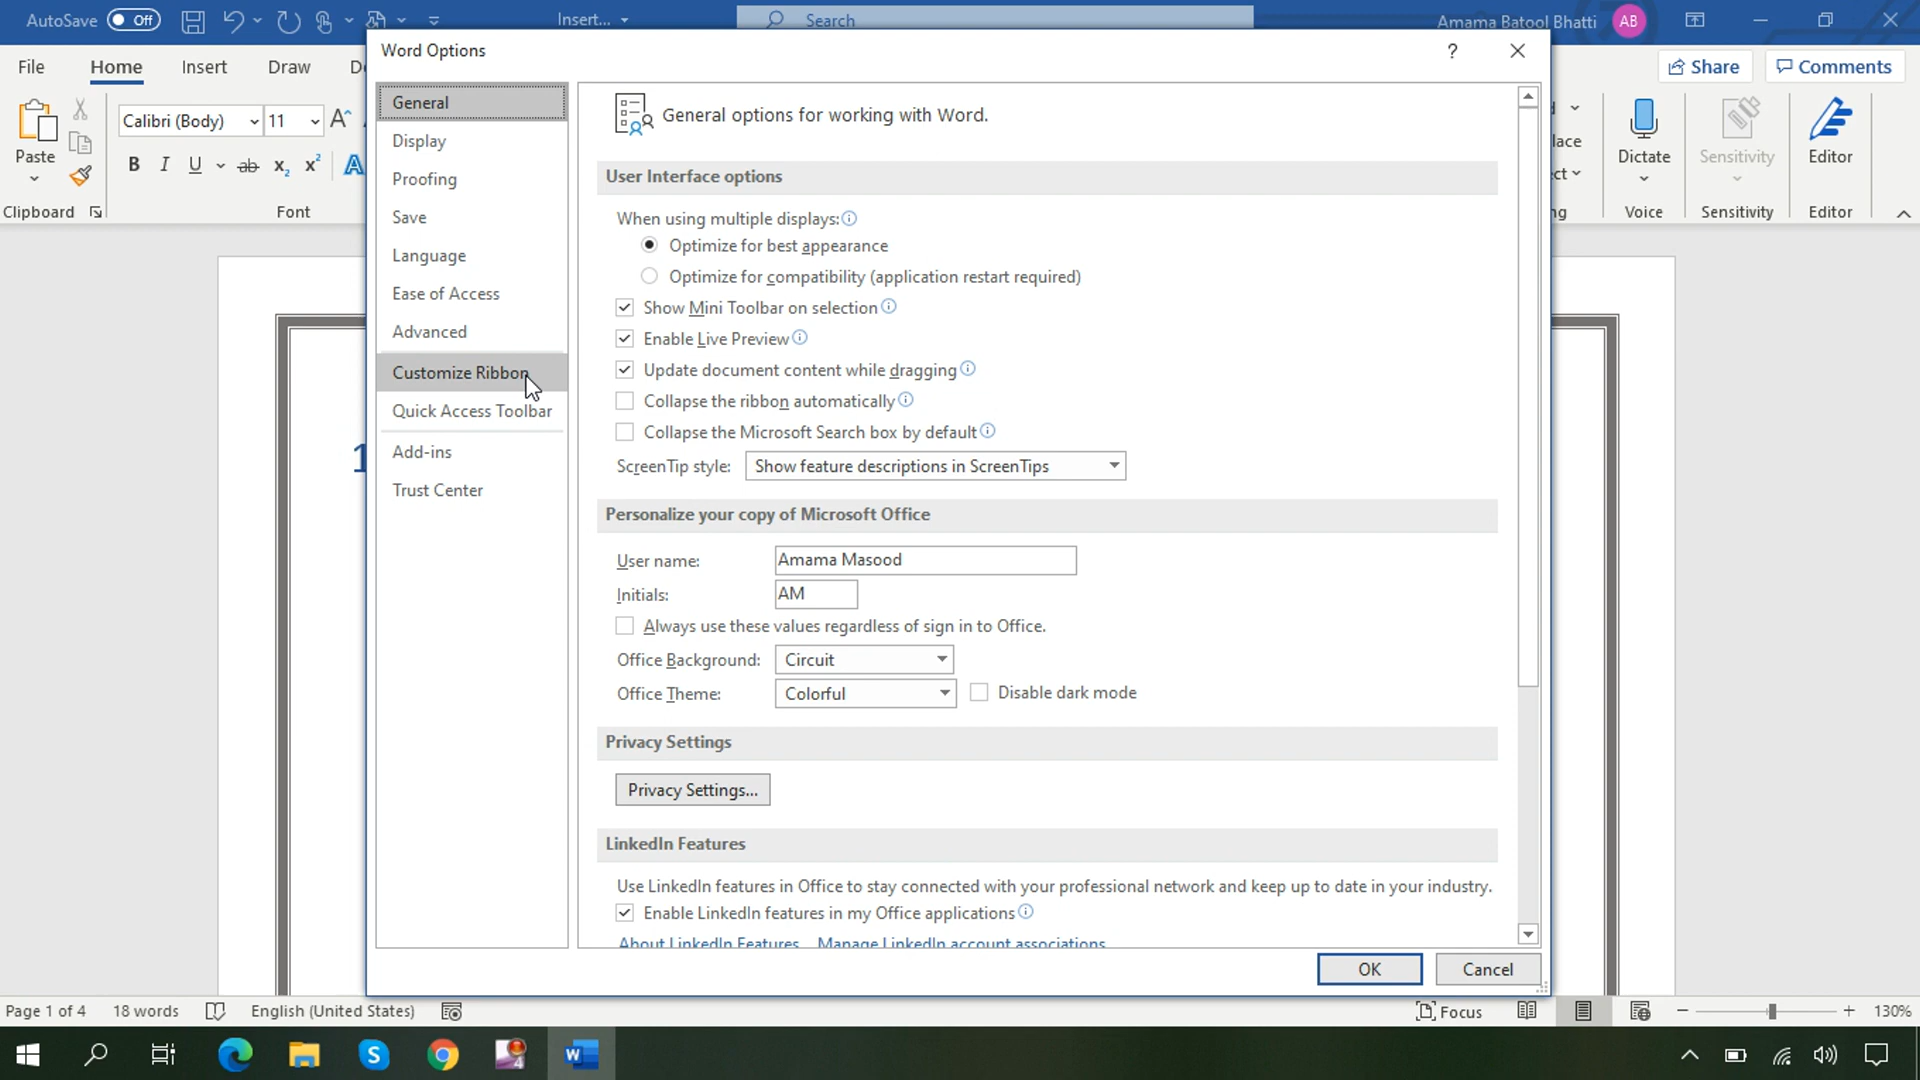 AutoSave Off Insert... Search Amama Batool Bhatti AB
Word Options ?
File Home Insert Draw Share Comments
General
Display
Proofing
Save
Language
Ease of Access
Advanced
Customize Ribbon
Quick Access Toolbar
Add-ins
Trust Center
Paste
Clipboard
Calibri (Body) 11
B I U ab x₂ x² A
Font
General options for working with Word.
User Interface options
When using multiple displays:
Optimize for best appearance
Optimize for compatibility (application restart required)
Show Mini Toolbar on selection
Enable Live Preview
Update document content while dragging
Collapse the ribbon automatically
Collapse the Microsoft Search box by default
ScreenTip style: Show feature descriptions in ScreenTips
Personalize your copy of Microsoft Office
User name: Amama Masood
Initials: AM
Always use these values regardless of sign in to Office.
Office Background: Circuit
Office Theme: Colorful Disable dark mode
Privacy Settings
Privacy Settings...
LinkedIn Features
Use LinkedIn features in Office to stay connected with your professional network and keep up to date in your industry.
Enable LinkedIn features in my Office applications
About LinkedIn Features Manage LinkedIn account associations
OK Cancel
Dictate
Voice
Sensitivity
Sensitivity
Editor
Editor
1
Page 1 of 4 18 words English (United States) Focus 130%